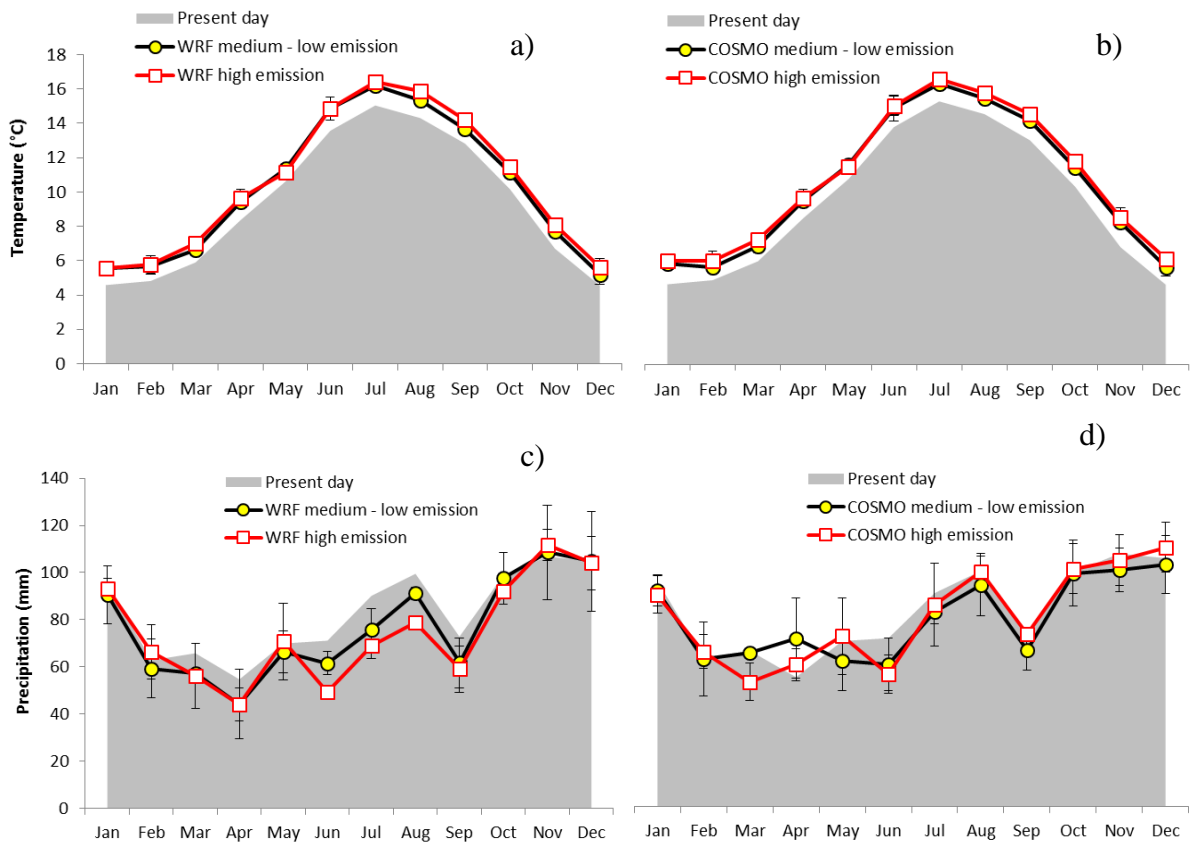 Present day
WRF medium - low emission
WRF high emission
a)
Temperature (°C)
18
16
14
12
10
8
6
4
2
0
Jan Feb Mar Apr May Jun Jul Aug Sep Oct Nov Dec
Present day
COSMO medium - low emission
COSMO high emission
b)
Jan Feb Mar Apr May Jun Jul Aug Sep Oct Nov Dec
c)
Present day
WRF medium - low emission
WRF high emission
Precipitation (mm)
140
120
100
80
60
40
20
0
Jan Feb Mar Apr May Jun Jul Aug Sep Oct Nov Dec
d)
Present day
COSMO medium - low emission
COSMO high emission
Jan Feb Mar Apr May Jun Jul Aug Sep Oct Nov Dec